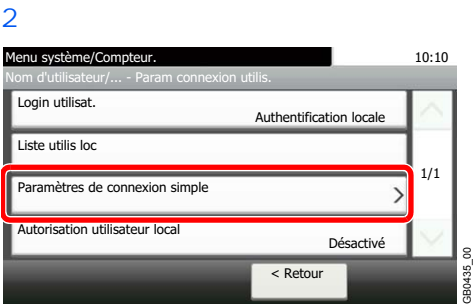 2
Menu système/Compteur.
10:10
Nom d'utilisateur/... - Param connexion utilis.
Login utilisat.
Authentification locale
Liste utilis loc
1/1
Paramètres de connexion simple
Autorisation utilisateur local
Désactivé
< Retour
GB0435_00